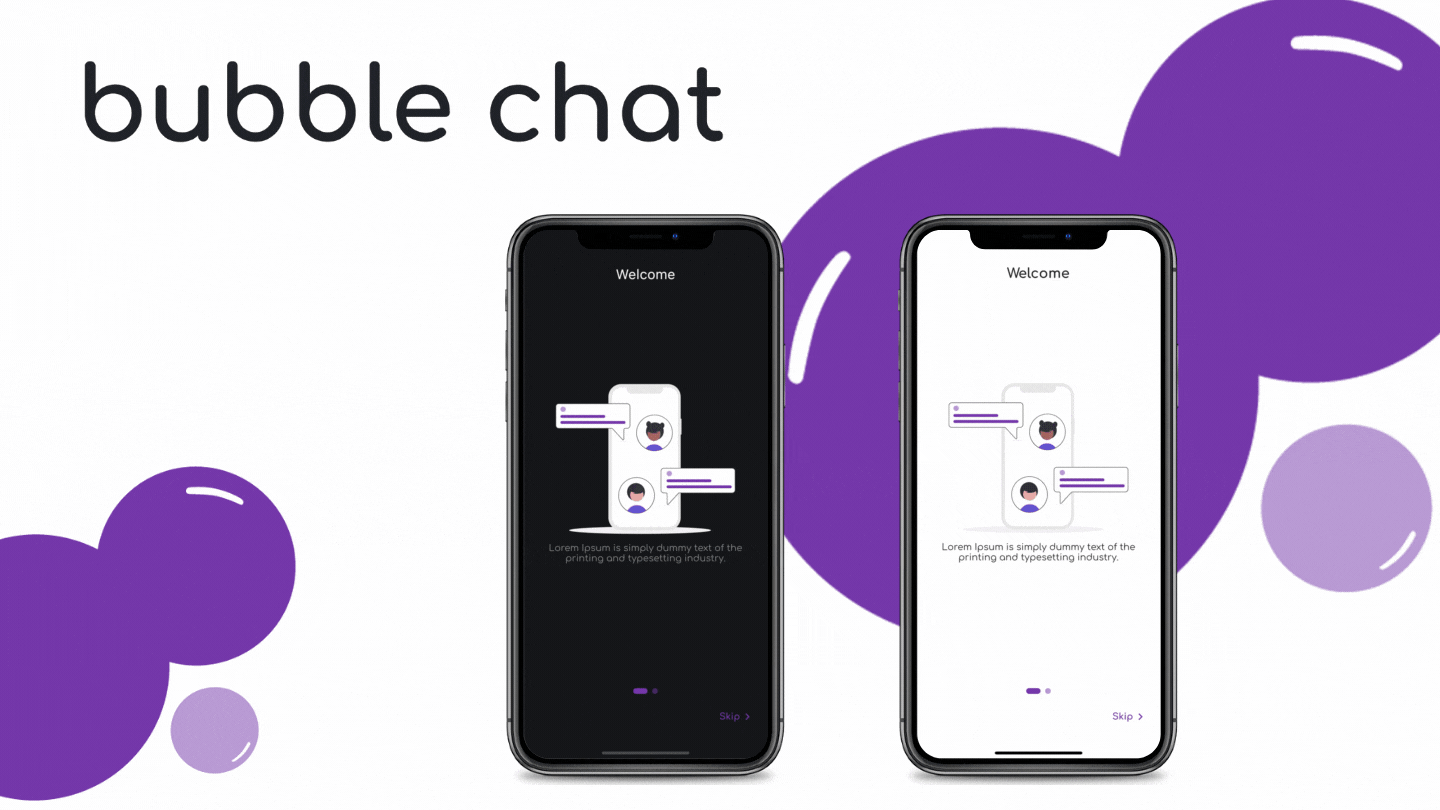 bubble chat
Welcome
Lorem Ipsum is simply dummy text of the
printing and typesetting industry.
Skip
Welcome
Lorem Ipsum is simply dummy text of the
printing and typesetting industry.
Skip